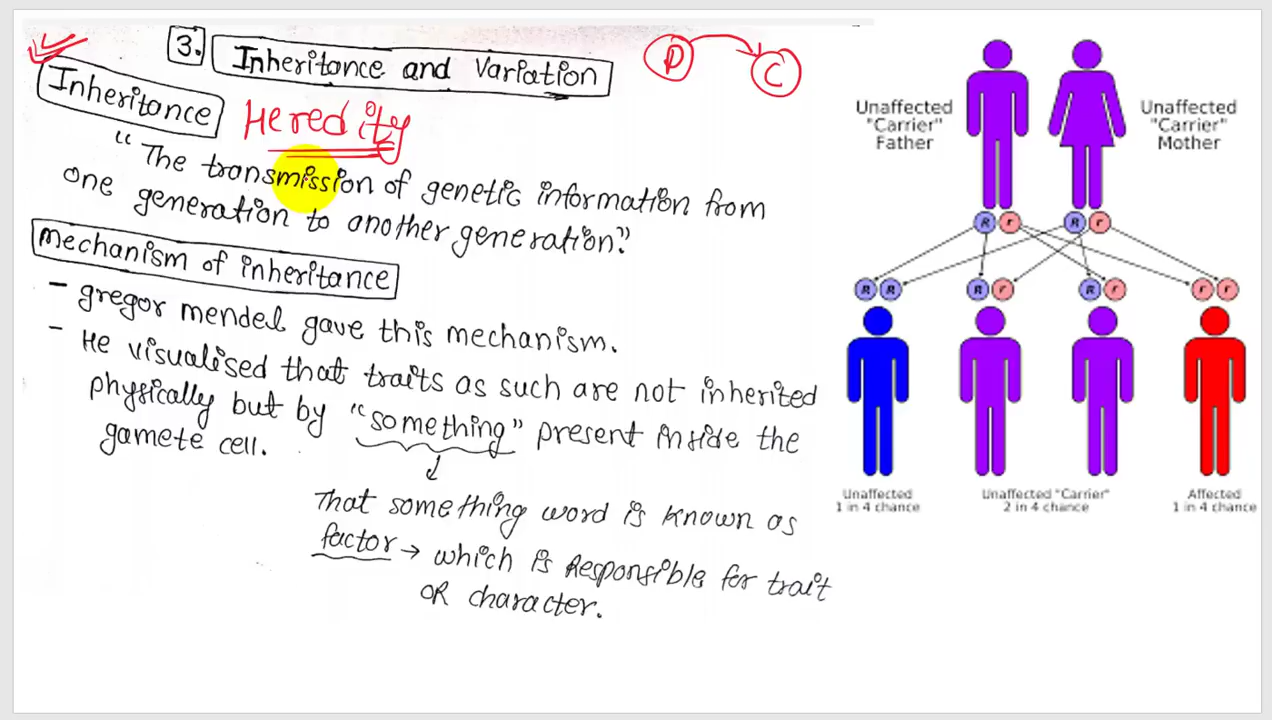 3. Inheritance and Variation
P C
Inheritance Heredity
"The transmission of genetic information from
one generation to another generation."
mechanism of inheritance
- gregor mendel gave this mechanism.
- He visualised that traits as such are not inherited
physically but by "something" present inside the
gamete cell.
That something word is known as
factor → which is Responsible for trait
OR character.
Unaffected
"Carrier"
Father
Unaffected
"Carrier"
Mother
R r R r
R R R r R r r r
Unaffected
1 in 4 chance
Unaffected "Carrier"
2 in 4 chance
Affected
1 in 4 chance